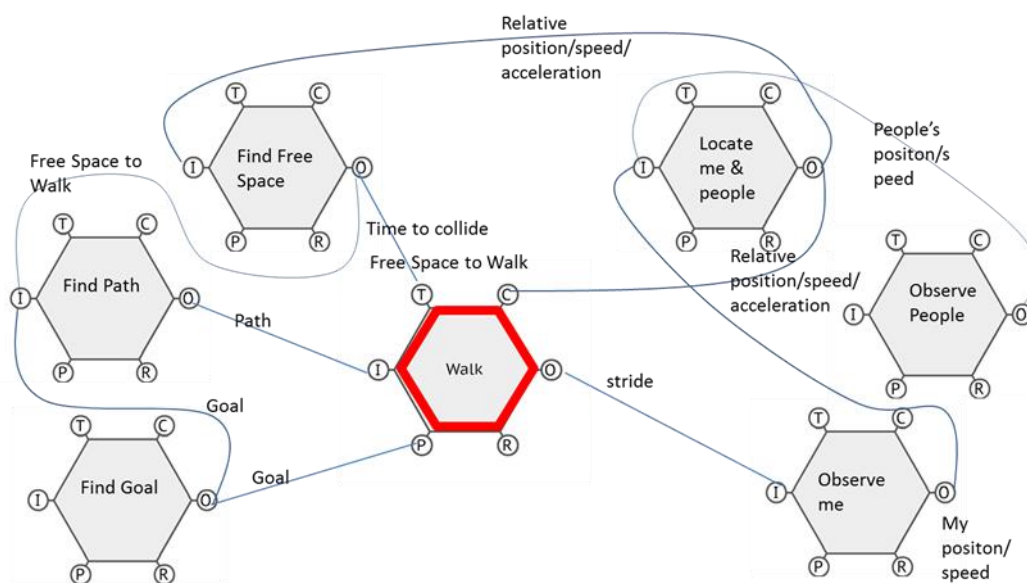 Relative
position/speed/
acceleration
T
C
I
Find Free
Space
O
P
R
T
C
I
Locate
me &
people
O
P
R
People's
positon/s
peed
Free Space to
Walk
T
C
I
Find Path
O
P
R
Time to collide
Free Space to Walk
Relative
position/speed/
acceleration
T
C
I
Observe
People
O
P
R
Path
T
C
I
Walk
O
P
R
stride
Goal
Goal
T
C
I
Find Goal
O
P
R
T
C
I
Observe
me
O
P
R
My
positon/
speed